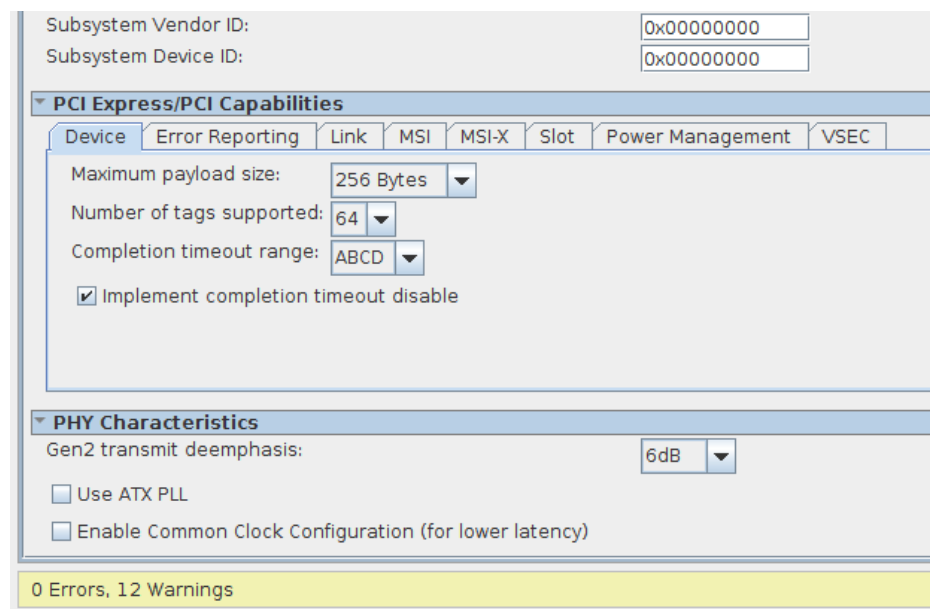 Subsystem Vendor ID: 0x00000000
Subsystem Device ID: 0x00000000
PCI Express/PCI Capabilities
Device Error Reporting Link MSI MSI-X Slot Power Management VSEC
Maximum payload size: 256 Bytes
Number of tags supported: 64
Completion timeout range: ABCD
Implement completion timeout disable
PHY Characteristics
Gen2 transmit deemphasis: 6dB
Use ATX PLL
Enable Common Clock Configuration (for lower latency)
0 Errors, 12 Warnings